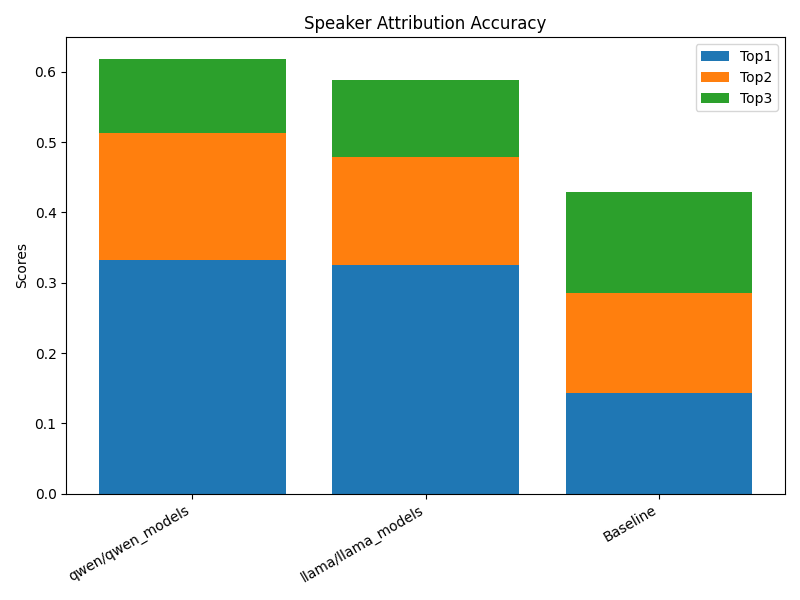 Speaker Attribution Accuracy
Top1
Top2
Top3
Scores
0.6
0.5
0.4
0.3
0.2
0.1
0.0
qwen/qwen_models
llama/llama_models
Baseline